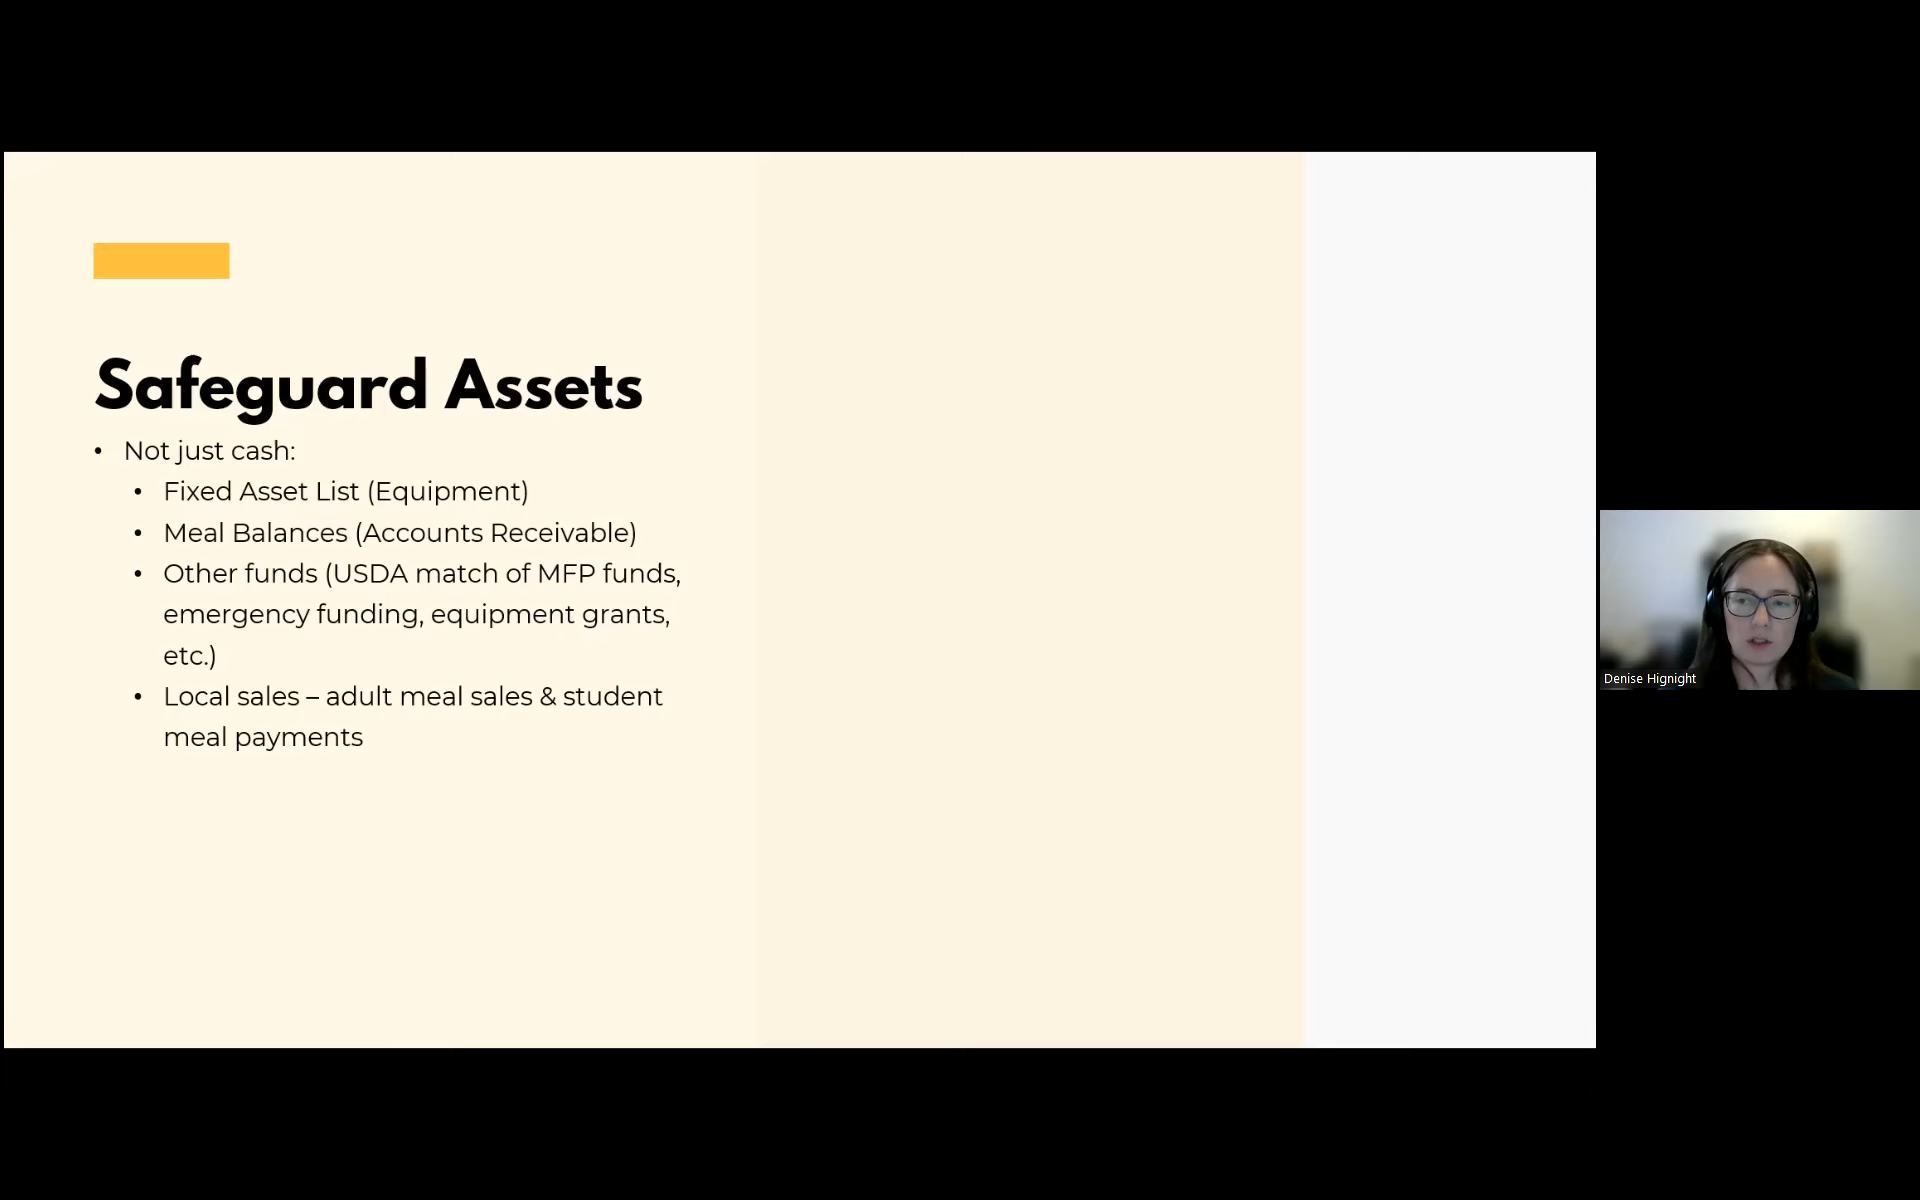 Safeguard Assets
• Not just cash:
• Fixed Asset List (Equipment)
• Meal Balances (Accounts Receivable)
• Other funds (USDA match of MFP funds,
emergency funding, equipment grants,
etc.)
• Local sales – adult meal sales & student
meal payments
Denise Hignight